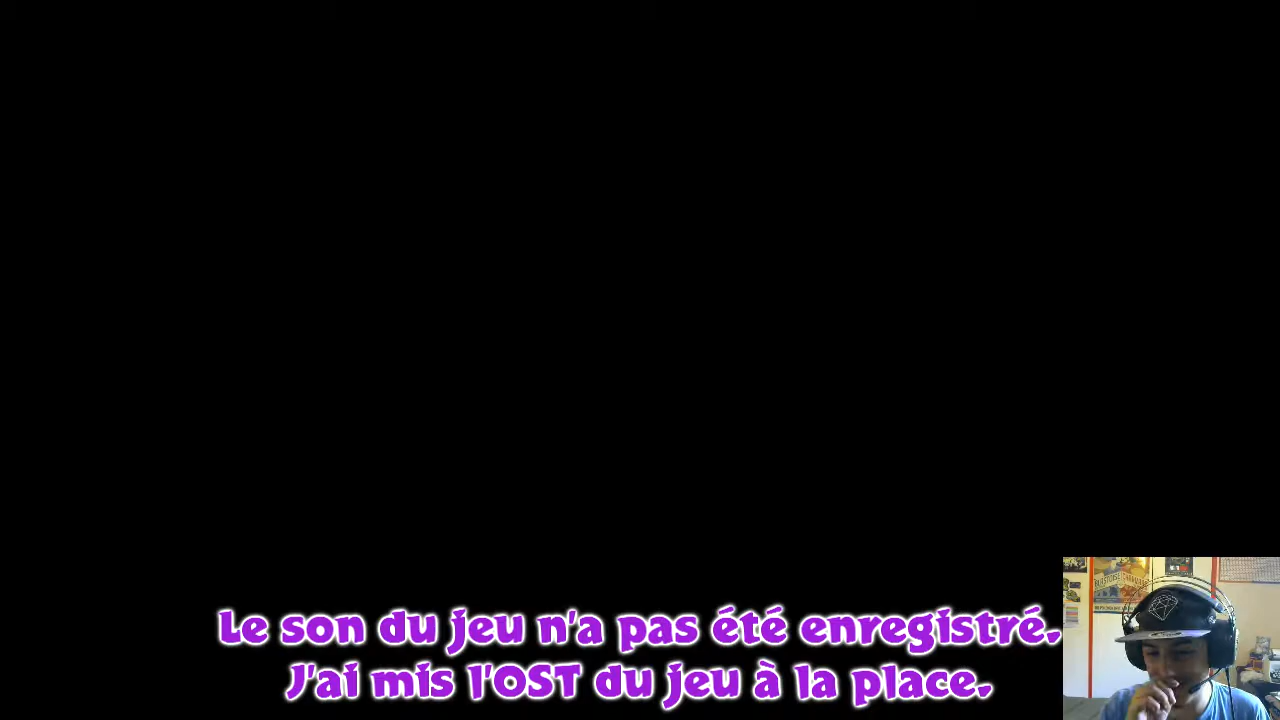 Le son du jeu n'a pas été enregistré.
J'ai mis l'OST du jeu à la place.